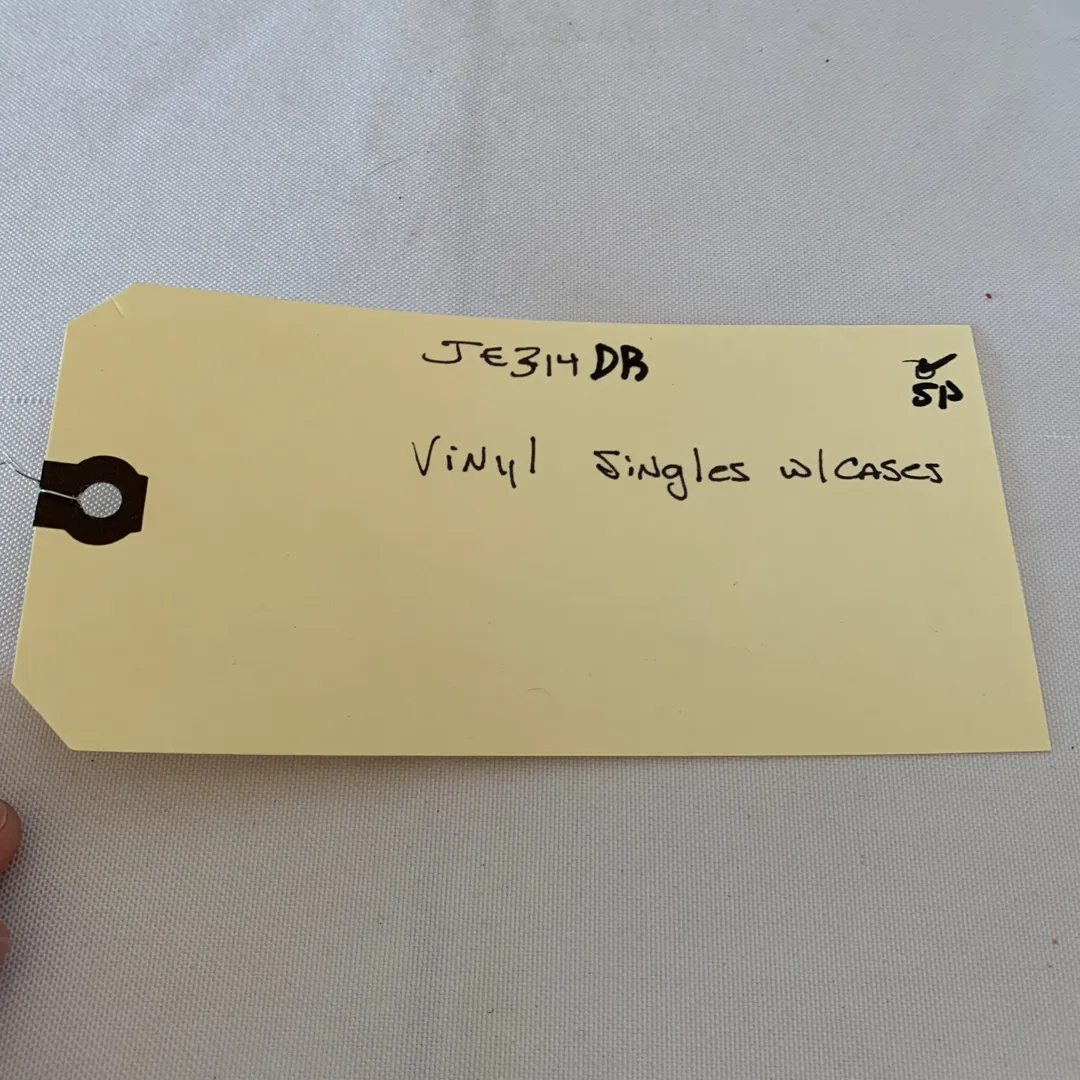 JE314DB
SP
Vinyl Singles w/cases